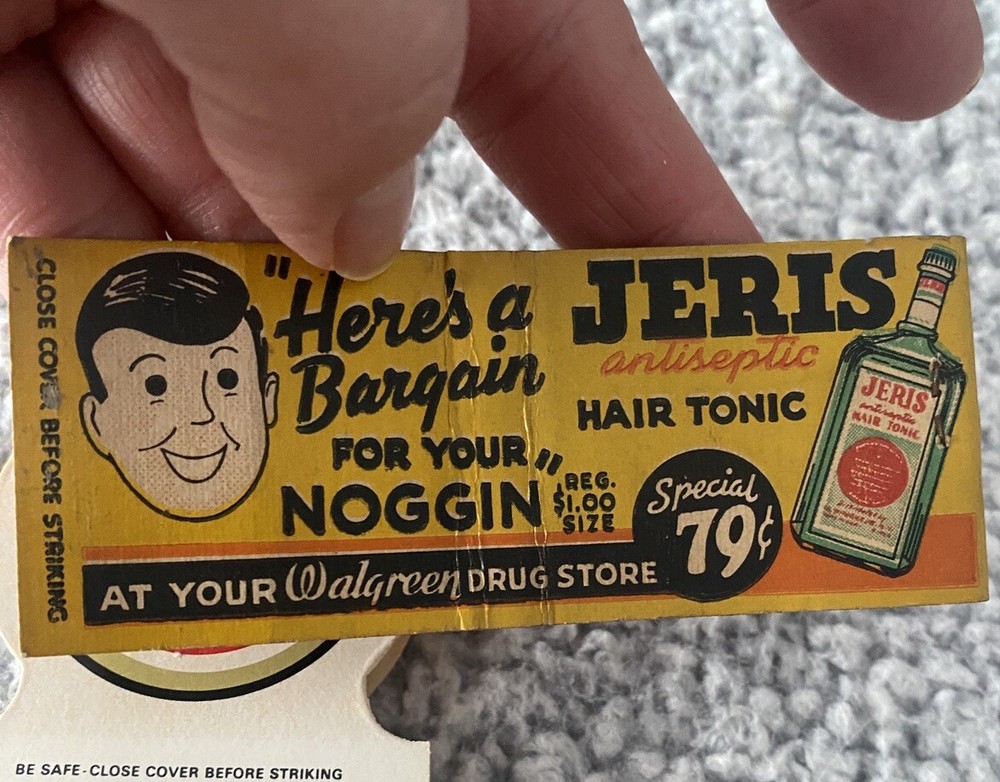 CLOSE COVER BEFORE STRIKING
"Here's a
Bargain
FOR YOUR
NOGGIN"
REG.
$1.00
SIZE
JERIS
antiseptic
HAIR TONIC
Special
79¢
AT YOUR Walgreen DRUG STORE
JERIS
JERIS
antiseptic
HAIR TONIC
BE SAFE-CLOSE COVER BEFORE STRIKING